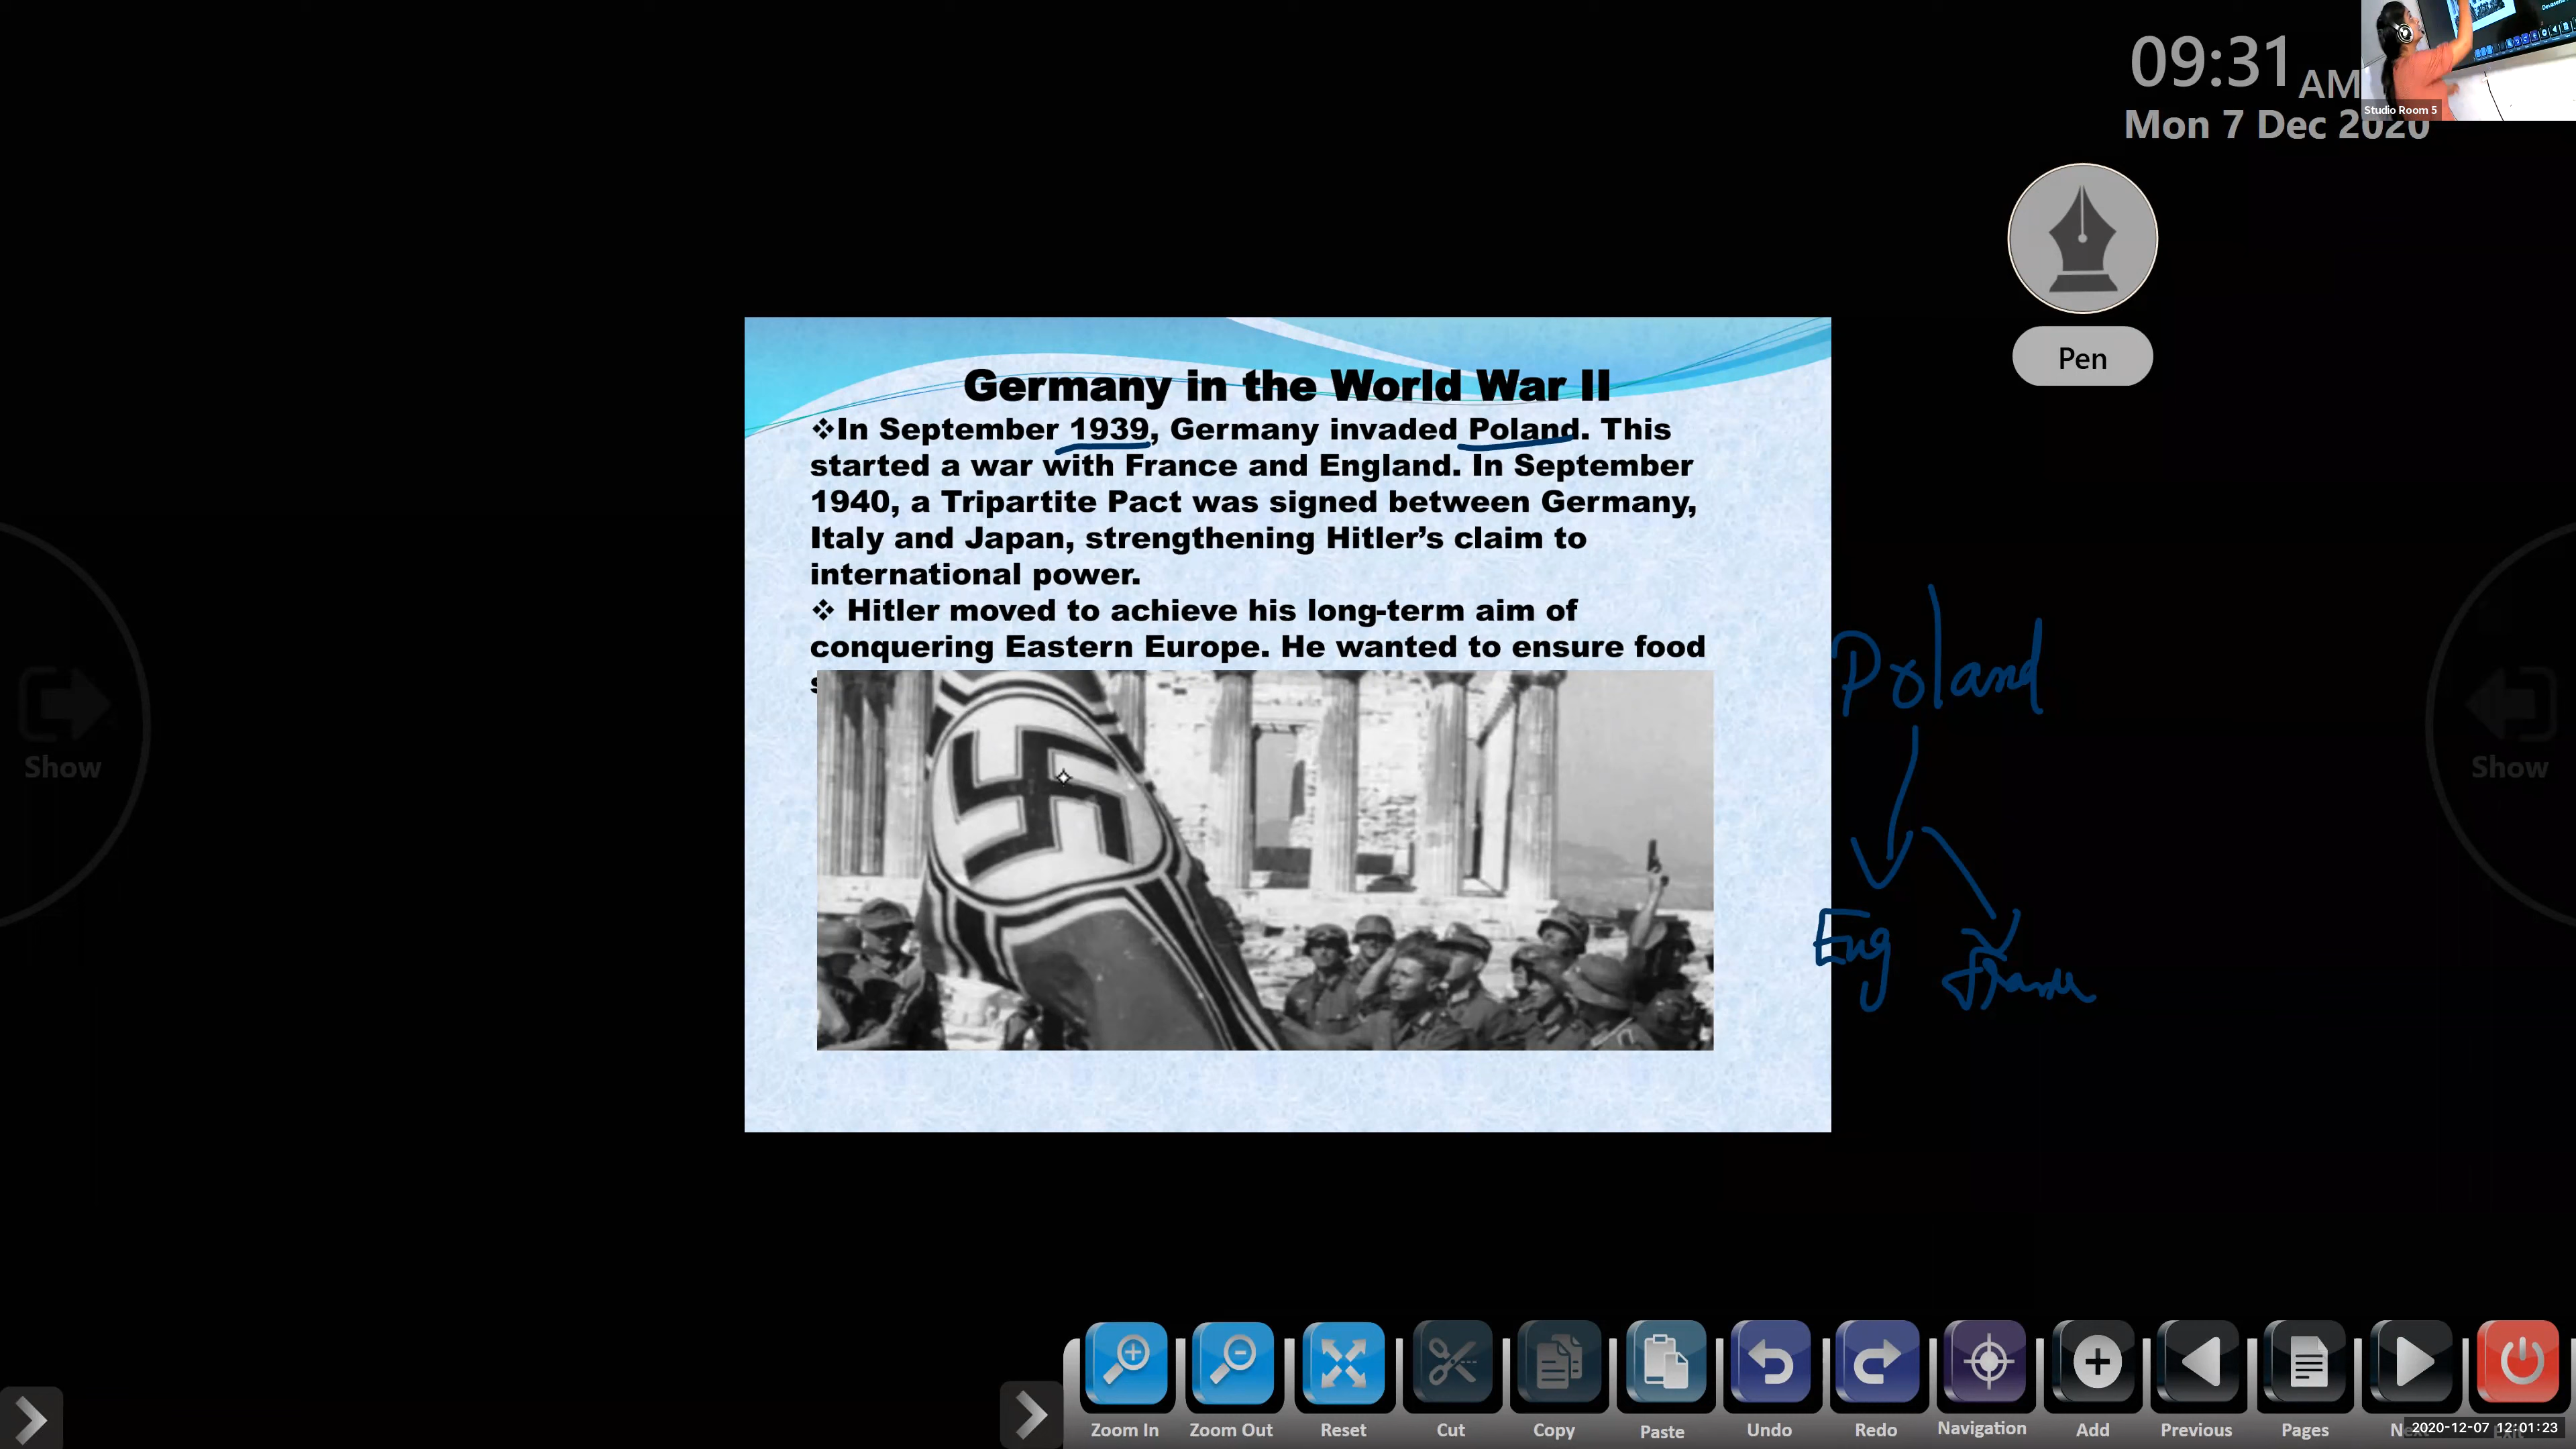 09:31 AM
Studio Room 5
Mon 7 Dec 2020
Pen
Germany in the World War II
❖In September 1939, Germany invaded Poland. This
started a war with France and England. In September
1940, a Tripartite Pact was signed between Germany,
Italy and Japan, strengthening Hitler’s claim to
international power.
❖ Hitler moved to achieve his long-term aim of
conquering Eastern Europe. He wanted to ensure food
Poland
Eng France
Show
Show
Zoom In Zoom Out Reset Cut Copy Paste Undo Redo Navigation Add Previous Pages
2020-12-07 12:01:23